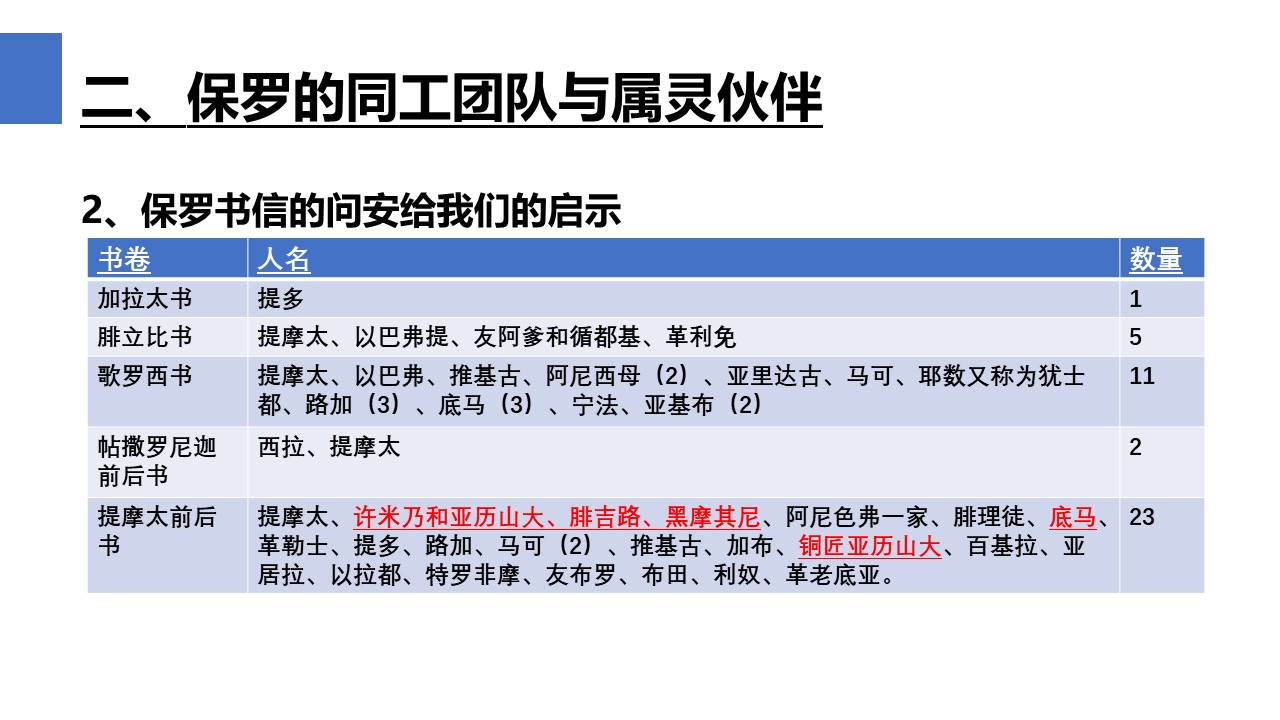 二、保罗的同工团队与属灵伙伴
2、保罗书信的问安给我们的启示
书卷 人名 数量
加拉太书 提多 1
腓立比书 提摩太、以巴弗提、友阿爹和循都基、革利免 5
歌罗西书 提摩太、以巴弗、推基古、阿尼西母（2）、亚里达古、马可、耶数又称为犹士 11
都、路加（3）、底马（3）、宁法、亚基布（2）
帖撒罗尼迦 西拉、提摩太 2
前后书
提摩太前后 提摩太、许米乃和亚历山大、腓吉路、黑摩其尼、阿尼色弗一家、腓理徒、底马、 23
书 革勒士、提多、路加、马可（2）、推基古、加布、铜匠亚历山大、百基拉、亚
居拉、以拉都、特罗非摩、友布罗、布田、利奴、革老底亚。